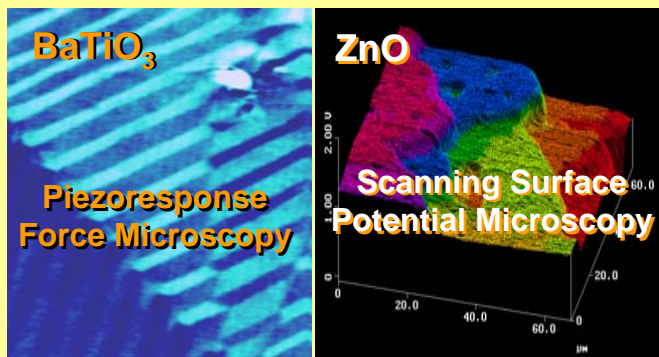 BaTiO₃
Piezoresponse
Force Microscopy
ZnO
Scanning Surface
Potential Microscopy
2.00 V
1.00
0
0
20.0
40.0
60.0
0
20.0
60.0
μM